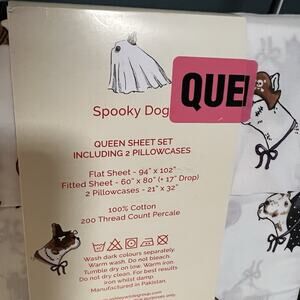 Spooky Dog
QUE
QUEEN SHEET SET
INCLUDING 2 PILLOWCASES
Flat Sheet - 94" x 102"
Fitted Sheet - 60" x 80" (+ 17" Drop)
2 Pillowcases - 21" x 32"
100% Cotton
200 Thread Count Percale
Wash dark colours separately.
Warm wash. Do not bleach.
Tumble dry on low. Warm iron.
Do not dry clean. For best results
iron whilst damp.
Manufactured in Pakistan.